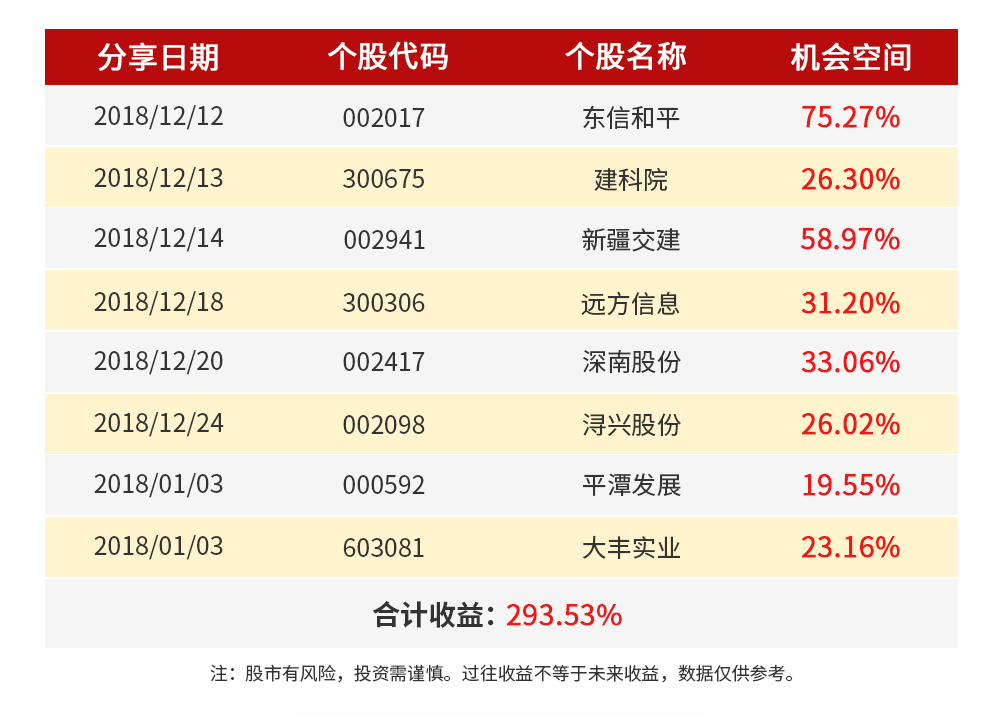 分享日期 个股代码 个股名称 机会空间
2018/12/12 002017 东信和平 75.27%
2018/12/13 300675 建科院 26.30%
2018/12/14 002941 新疆交建 58.97%
2018/12/18 300306 远方信息 31.20%
2018/12/20 002417 深南股份 33.06%
2018/12/24 002098 浔兴股份 26.02%
2018/01/03 000592 平潭发展 19.55%
2018/01/03 603081 大丰实业 23.16%
合计收益：293.53%
注：股市有风险，投资需谨慎。过往收益不等于未来收益，数据仅供参考。